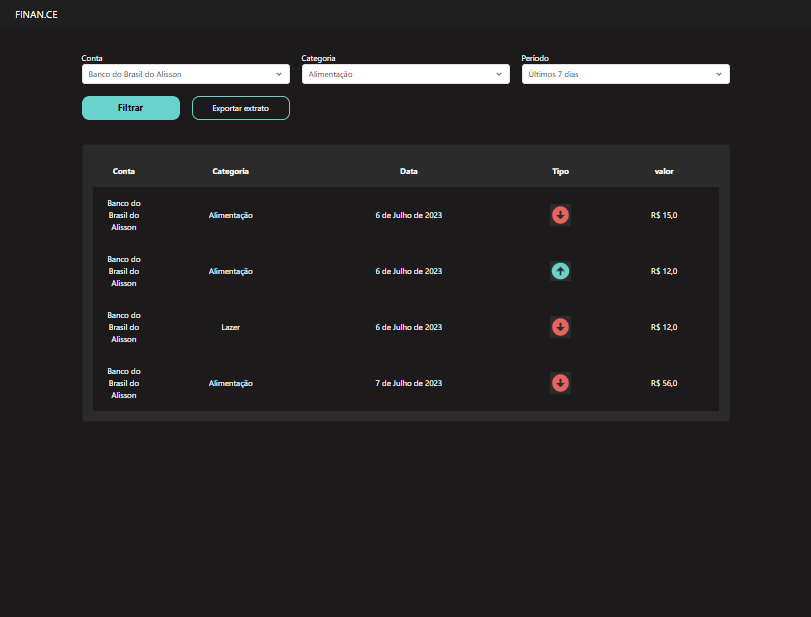 FINAN.CE
Conta Categoria Período
Banco do Brasil do Alisson Alimentação Últimos 7 dias
Filtrar Exportar extrato
Conta Categoria Data Tipo valor
Banco do
Brasil do
Alisson
Alimentação 6 de Julho de 2023 R$ 15,0
Banco do
Brasil do
Alisson
Alimentação 6 de Julho de 2023 R$ 12,0
Banco do
Brasil do
Alisson
Lazer 6 de Julho de 2023 R$ 12,0
Banco do
Brasil do
Alisson
Alimentação 7 de Julho de 2023 R$ 56,0